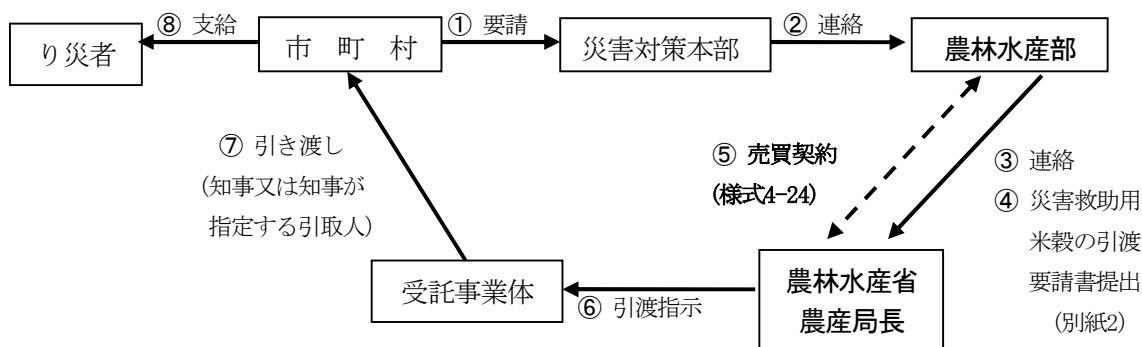 ⑧ 支給
① 要請
② 連絡
り災者
市　町　村
災害対策本部
農林水産部
⑦ 引き渡し
(知事又は知事が
指定する引取人)
⑤ 売買契約
(様式4-24)
③ 連絡
④ 災害救助用
米穀の引渡
要請書提出
(別紙2)
受託事業体
⑥ 引渡指示
農林水産省
農産局長